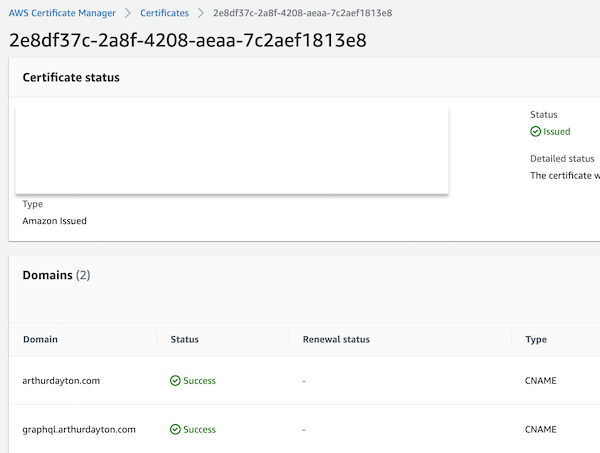 AWS Certificate Manager > Certificates > 2e8df37c-2a8f-4208-aeaa-7c2aef1813e8
2e8df37c-2a8f-4208-aeaa-7c2aef1813e8
Certificate status
Status
Issued
Detailed status
The certificate w
Type
Amazon Issued
Domains (2)
Domain Status Renewal status Type
arthurdayton.com Success - CNAME
graphql.arthurdayton.com Success - CNAME